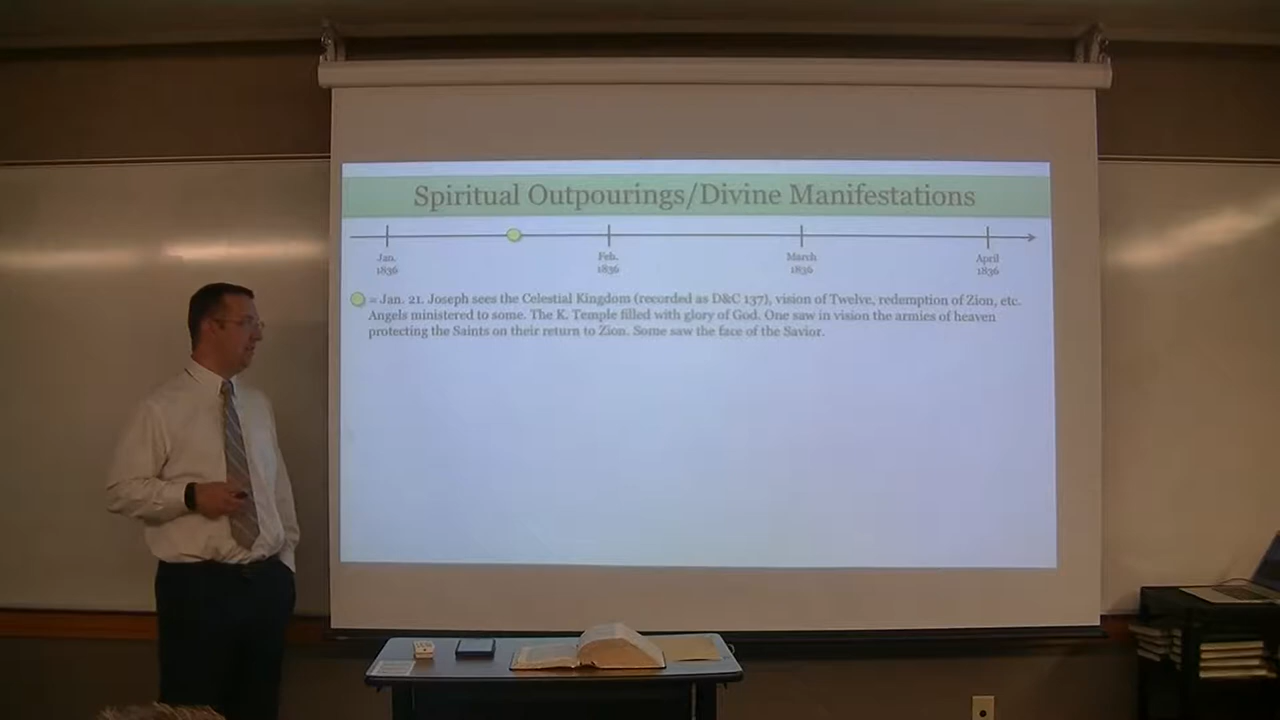 Spiritual Outpourings/Divine Manifestations
Jan. 1836
Feb. 1836
March 1836
April 1836
= Jan. 21. Joseph sees the Celestial Kingdom (recorded as D&C 137), vision of Twelve, redemption of Zion, etc.
Angels ministered to some. The K. Temple filled with glory of God. One saw in vision the armies of heaven
protecting the Saints on their return to Zion. Some saw the face of the Savior.